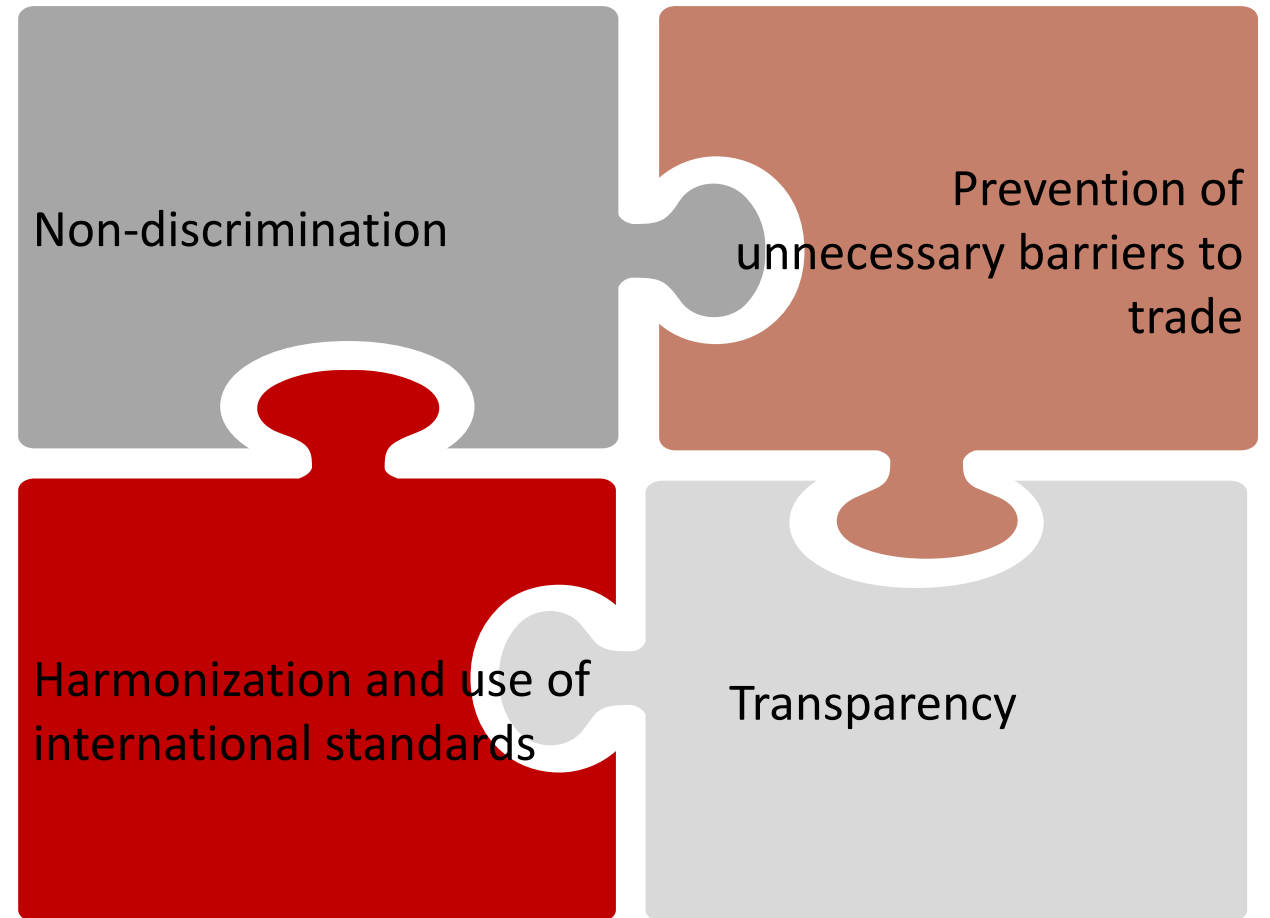 Non-discrimination
Prevention of
unnecessary barriers to
trade
Harmonization and use of
international standards
Transparency